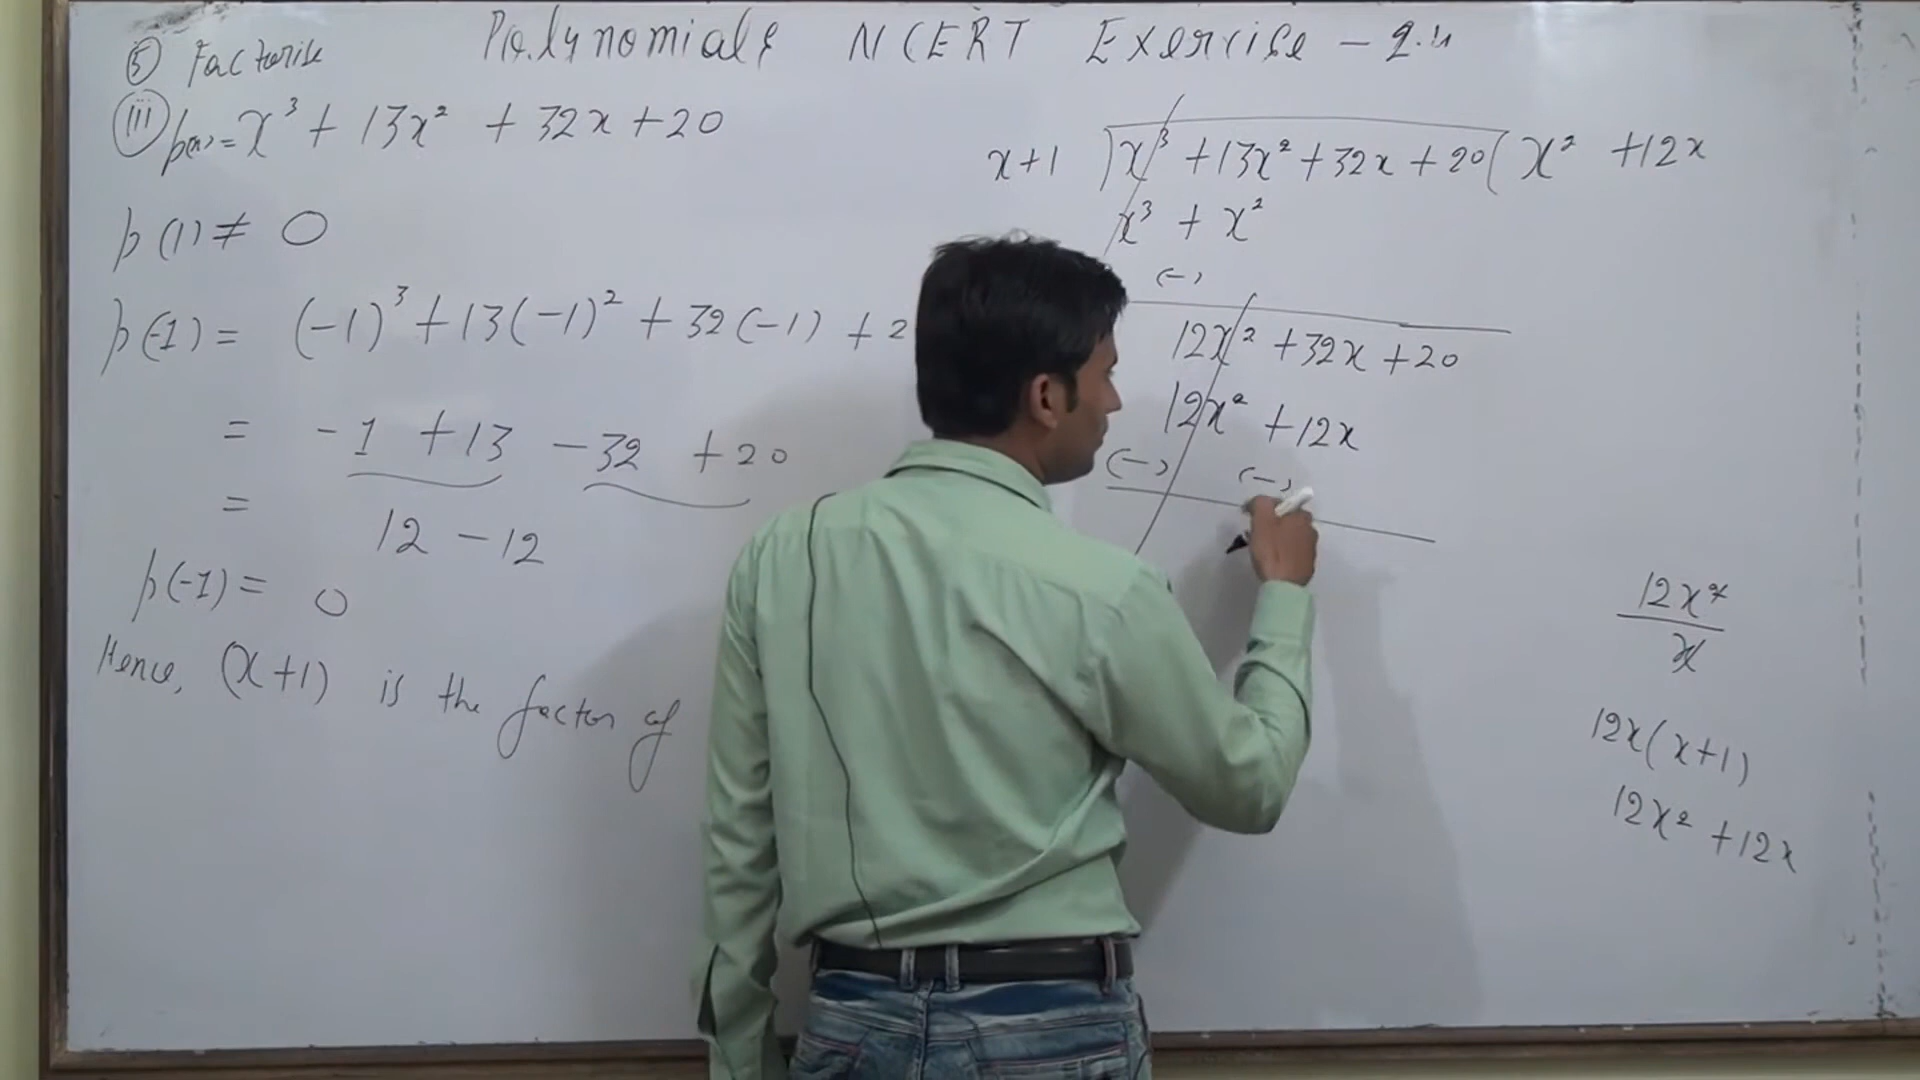 Polynomials NCERT Exercise - 2.4
⑤ Factorise
(iii) p(x) = x³ + 13x² + 32x + 20
p(1) ≠ 0
p(-1) = (-1)³ + 13(-1)² + 32(-1) + 2
= -1 + 13 - 32 + 20
= 12 - 12
p(-1) = 0
Hence, (x+1) is the factor of
x+1 ) x³ + 13x² + 32x + 20 ( x² + 12x
x³ + x²
(-)
12x² + 32x + 20
12x² + 12x
(-) (-)
12x²
x
12x(x+1)
12x² + 12x